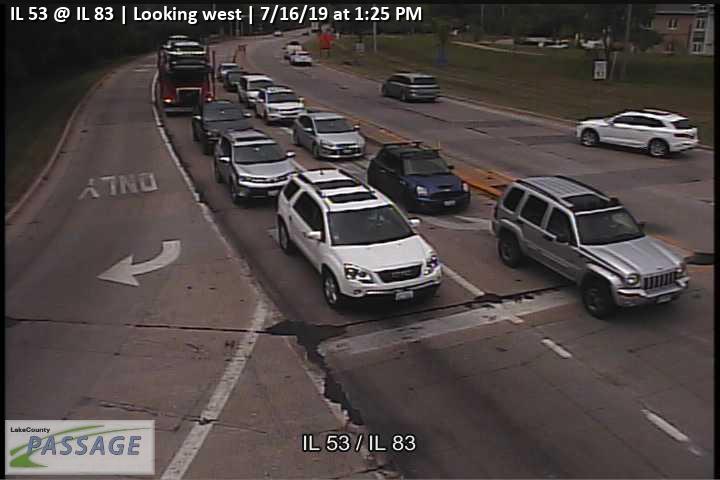 IL 53 @ IL 83 | Looking west | 7/16/19 at 1:25 PM
ONLY
LakeCounty
PASSAGE
IL 53 / IL 83